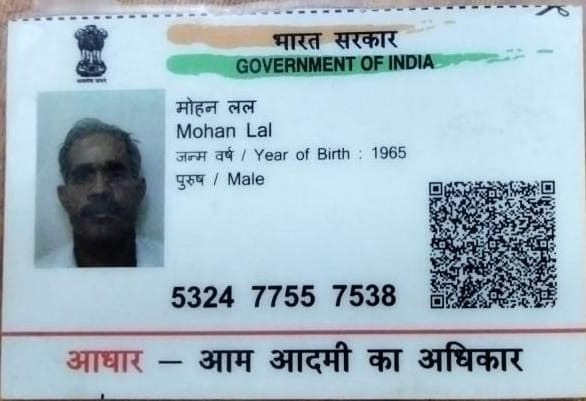 भारत सरकार
GOVERNMENT OF INDIA
मोहन लल
Mohan Lal
जन्म वर्ष / Year of Birth : 1965
पुरुष / Male
5324 7755 7538
आधार – आम आदमी का अधिकार